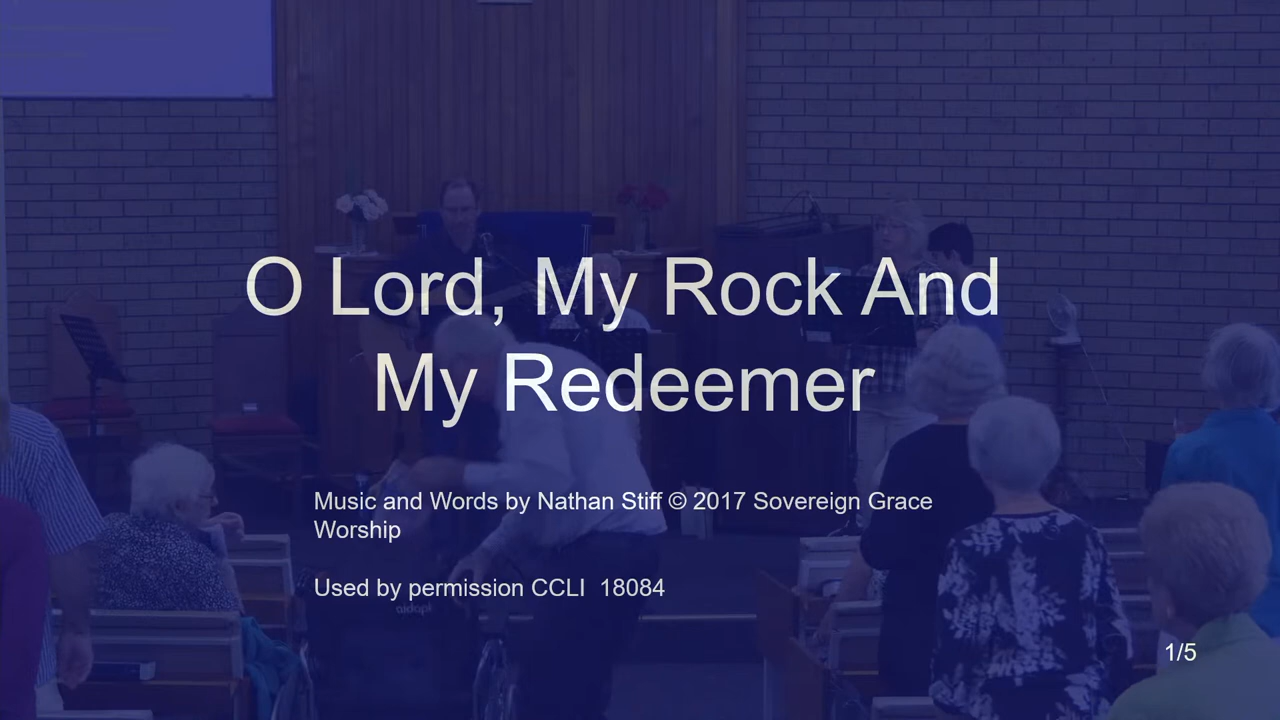 O Lord, My Rock And
My Redeemer
Music and Words by Nathan Stiff © 2017 Sovereign Grace
Worship
Used by permission CCLI  18084
aidapt
1/5